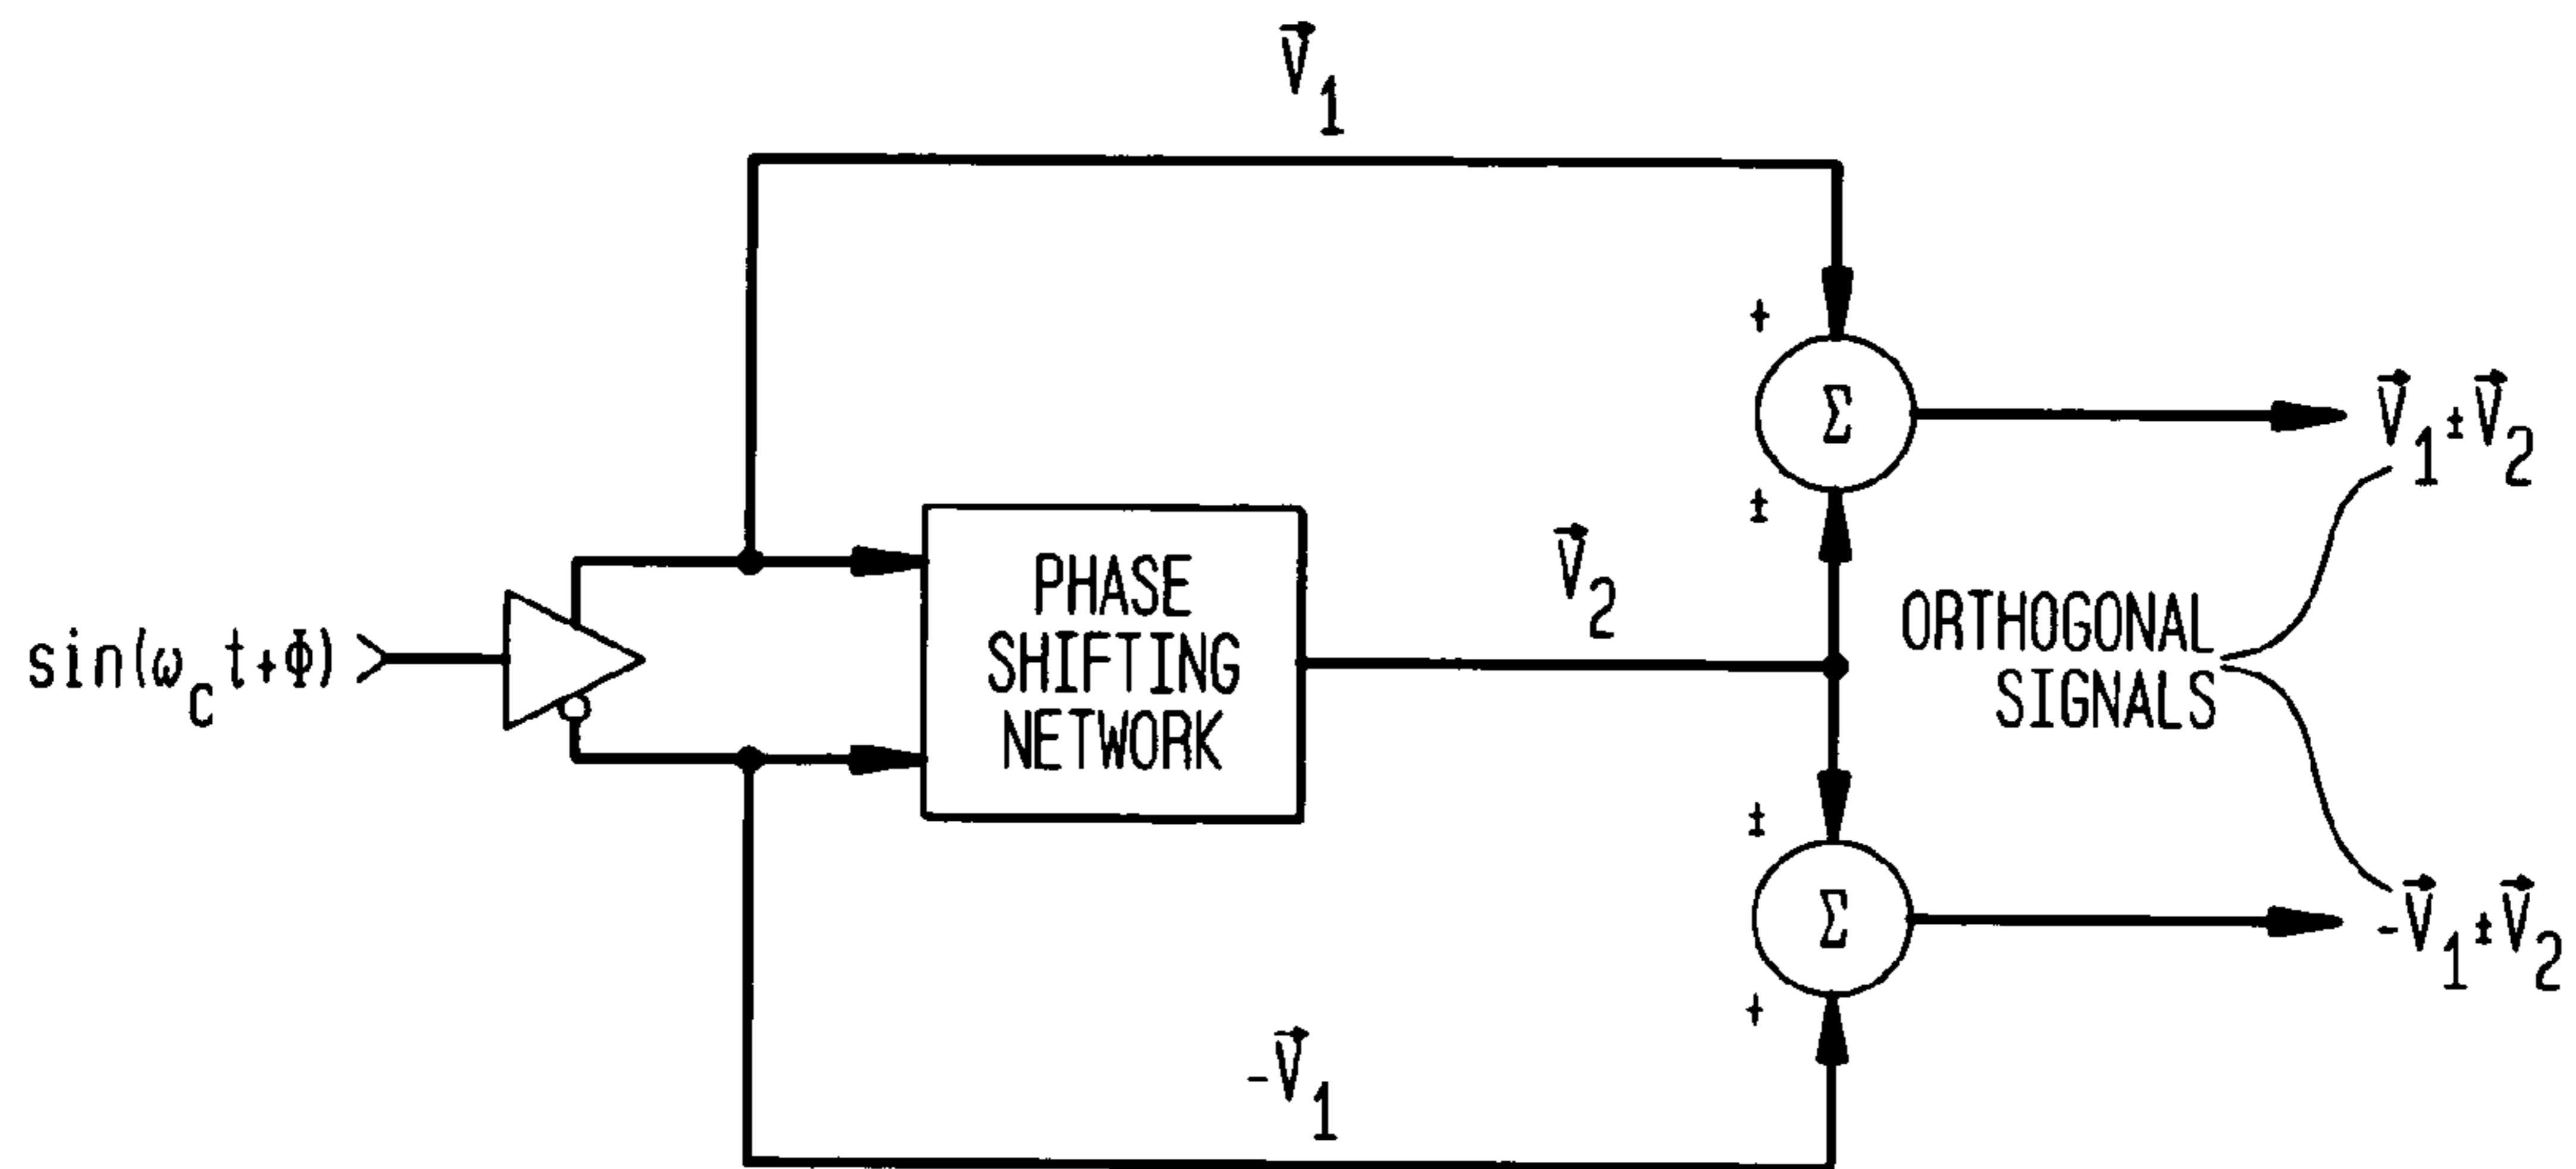 V⃗1
+
Σ
V⃗1±V⃗2
±
PHASE
SHIFTING
NETWORK
V⃗2
ORTHOGONAL
SIGNALS
sin(ωCt+Φ)
±
Σ
-V⃗1±V⃗2
+
-V⃗1